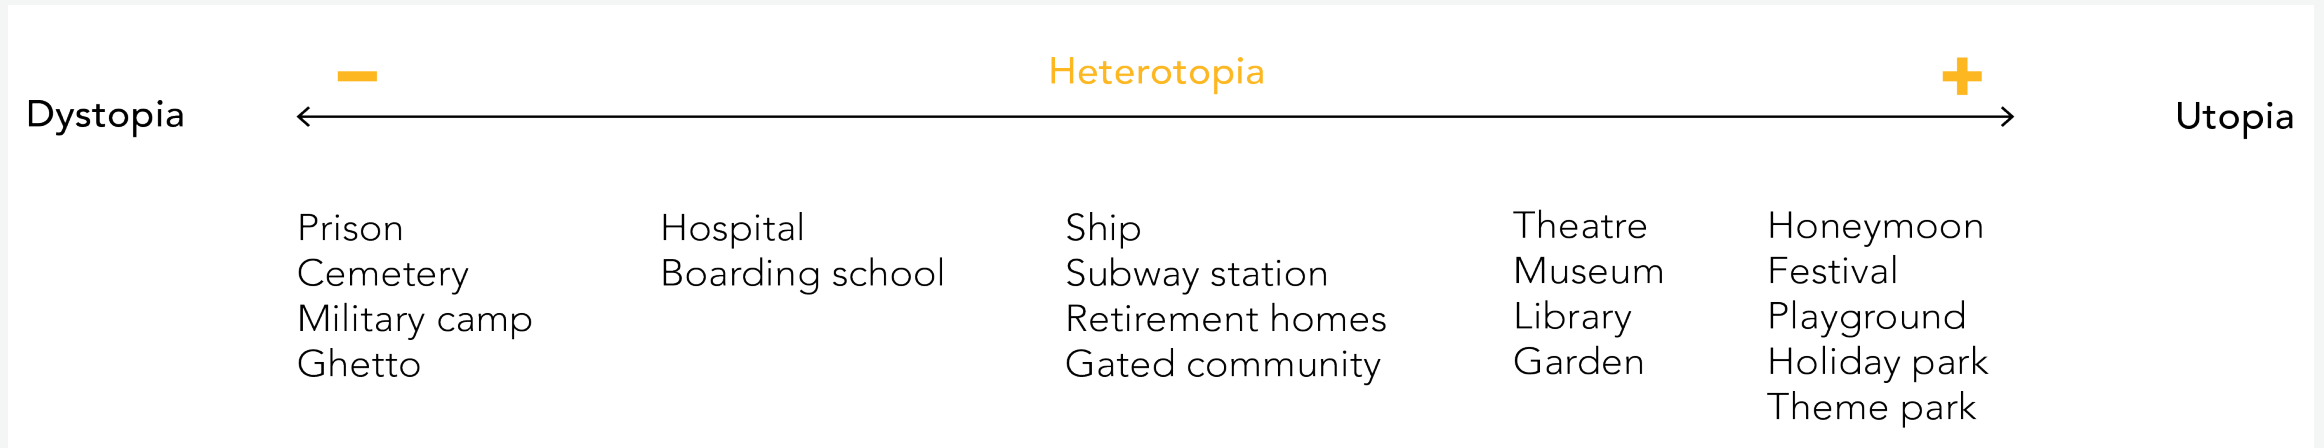 Heterotopia
Dystopia
Utopia
Prison
Cemetery
Military camp
Ghetto
Hospital
Boarding school
Ship
Subway station
Retirement homes
Gated community
Theatre
Museum
Library
Garden
Honeymoon
Festival
Playground
Holiday park
Theme park